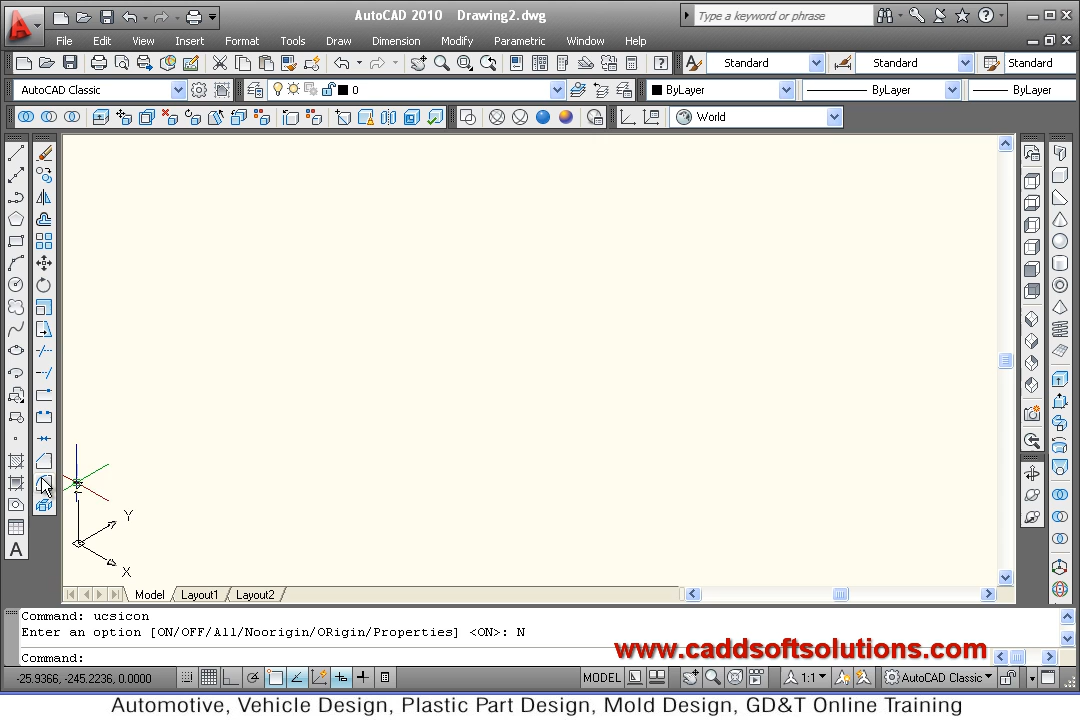 AutoCAD 2010 Drawing2.dwg
Type a keyword or phrase
File Edit View Insert Format Tools Draw Dimension Modify Parametric Window Help
Standard Standard Standard
AutoCAD Classic 0 ByLayer ByLayer ByLayer
World
Y
X
Model Layout1 Layout2
Command: ucsicon
Enter an option [ON/OFF/All/Noorigin/ORigin/Properties] <ON>: N
Command:
www.caddsoftsolutions.com
-25.9366, -245.2236, 0.0000 MODEL 1:1 AutoCAD Classic
Automotive, Vehicle Design, Plastic Part Design, Mold Design, GD&T Online Training